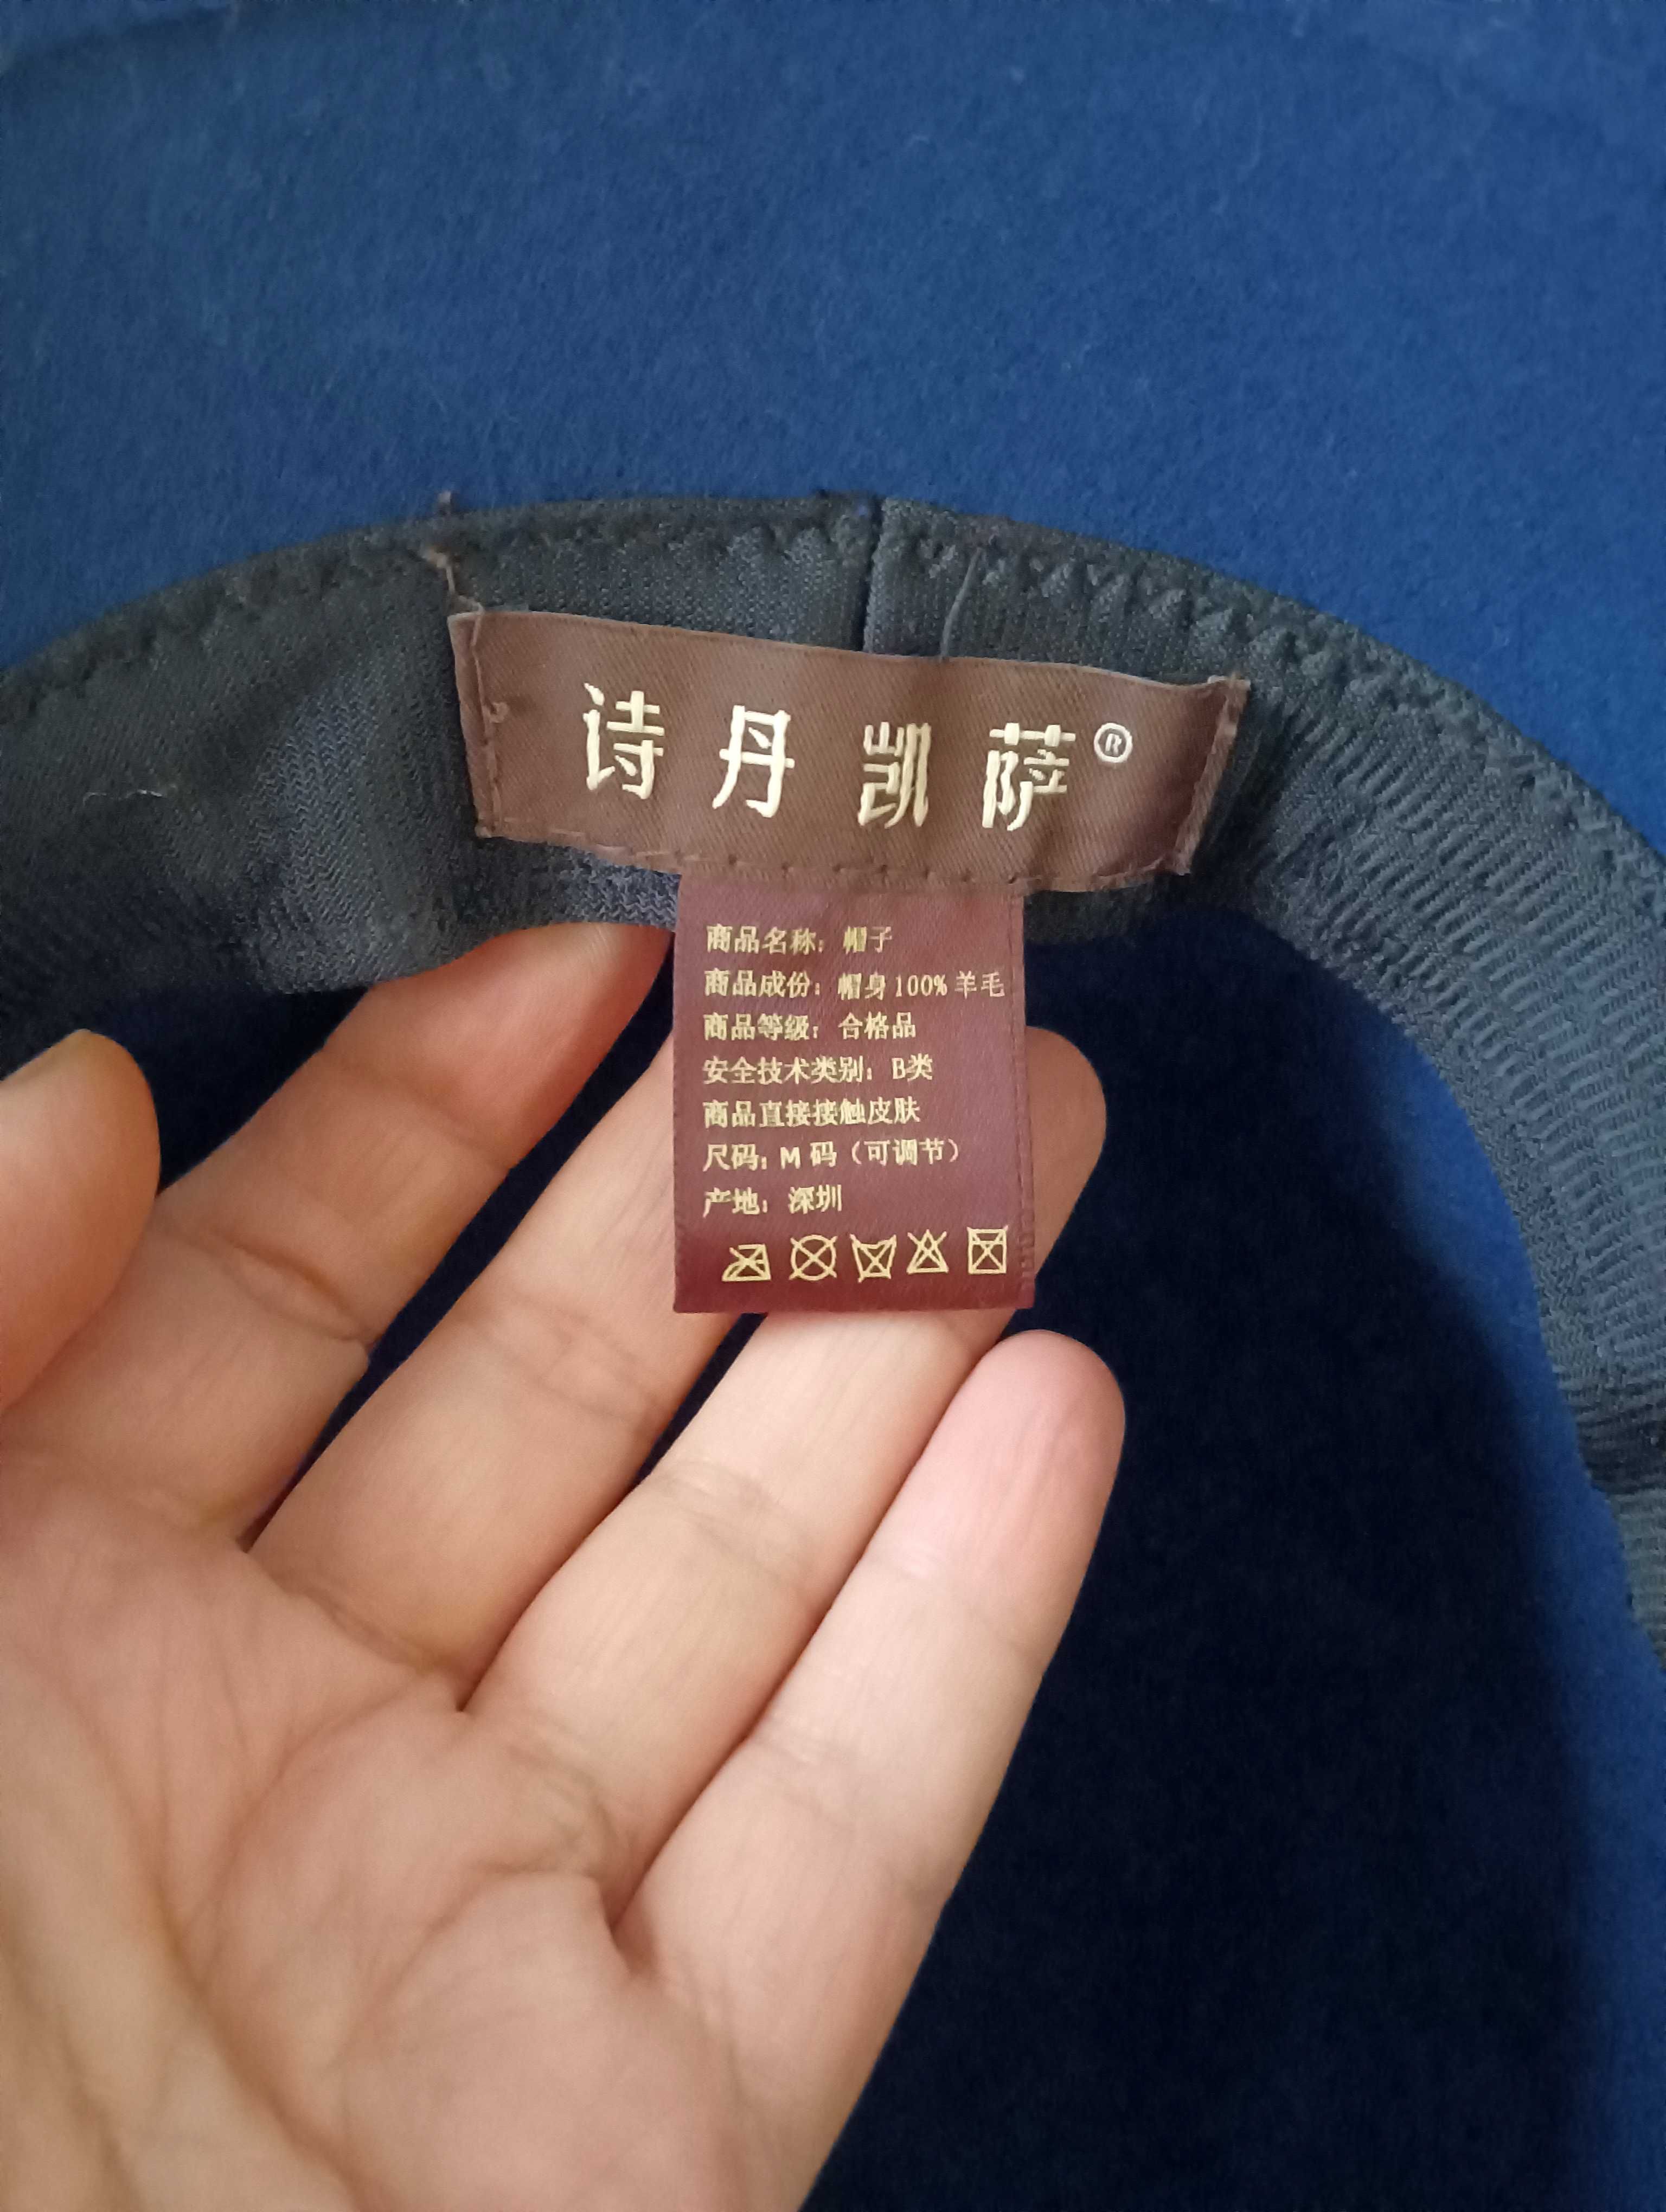 诗丹凯萨®
商品名称：帽子
商品成份：帽身100%羊毛
商品等级：合格品
安全技术类别：B类
商品直接接触皮肤
尺码：M码（可调节）
产地：深圳